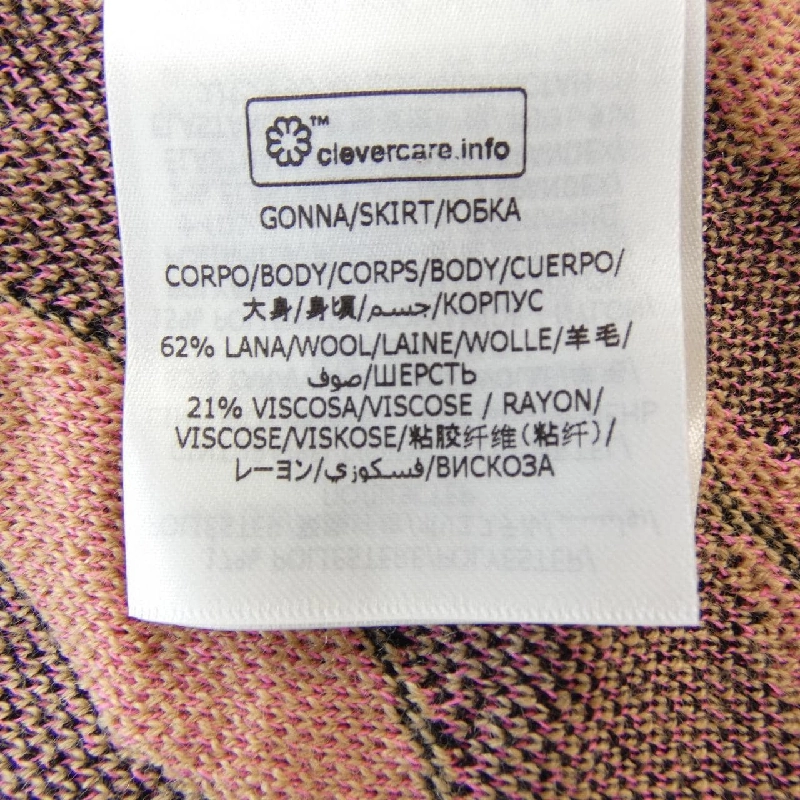 ™ clevercare.info
GONNA/SKIRT/ЮБКА
CORPO/BODY/CORPS/BODY/CUERPO/
大身/身頃/جسم/КОРПУС
62% LANA/WOOL/LAINE/WOLLE/羊毛/
صوف/ШЕРСТЬ
21% VISCOSA/VISCOSE / RAYON/
VISCOSE/VISKOSE/粘胶纤维(粘纤)/
レーヨン/فسكوزي/ВИСКОЗА